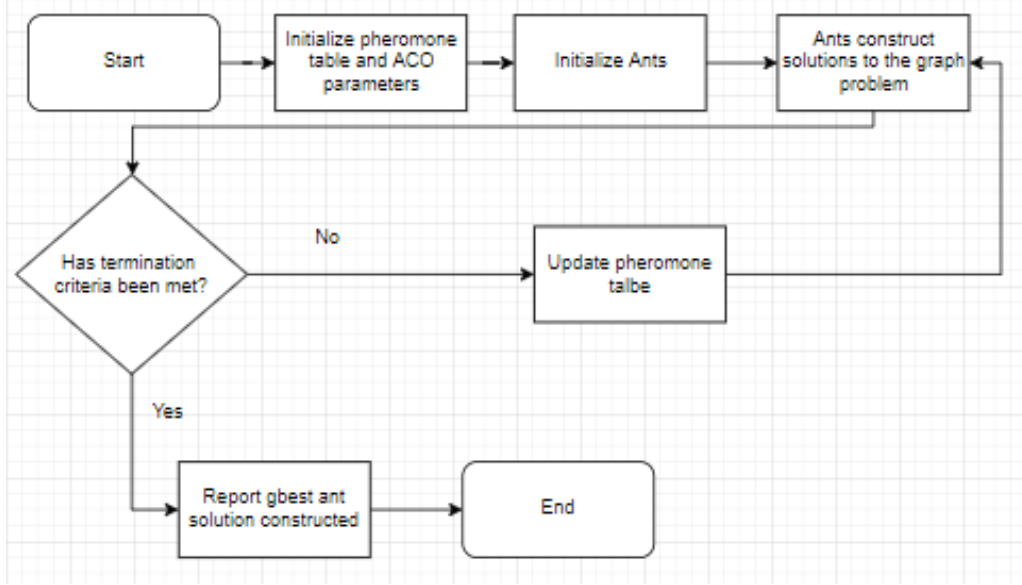 Start
Initialize pheromone
table and ACO
parameters
Initialize Ants
Ants construct
solutions to the graph
problem
Has termination
criteria been met?
No
Update pheromone
talbe
Yes
Report gbest ant
solution constructed
End